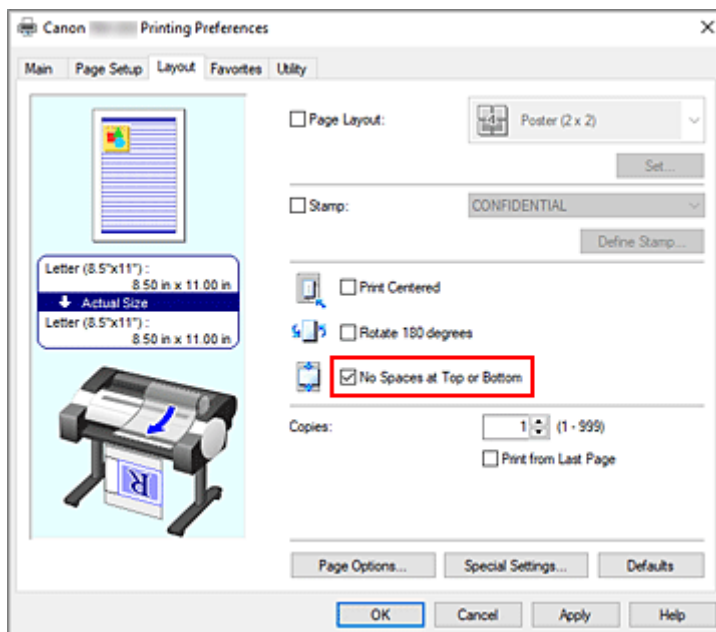 Canon Printing Preferences
Main Page Setup Layout Favorites Utility
Page Layout:
4 Poster (2 x 2)
Set...
Stamp:
CONFIDENTIAL
Define Stamp...
Letter (8.5"x11") :
8.50 in x 11.00 in
Actual Size
Letter (8.5"x11") :
8.50 in x 11.00 in
Print Centered
Rotate 180 degrees
No Spaces at Top or Bottom
R
Copies:
1 (1 - 999)
Print from Last Page
Page Options... Special Settings... Defaults
OK Cancel Apply Help